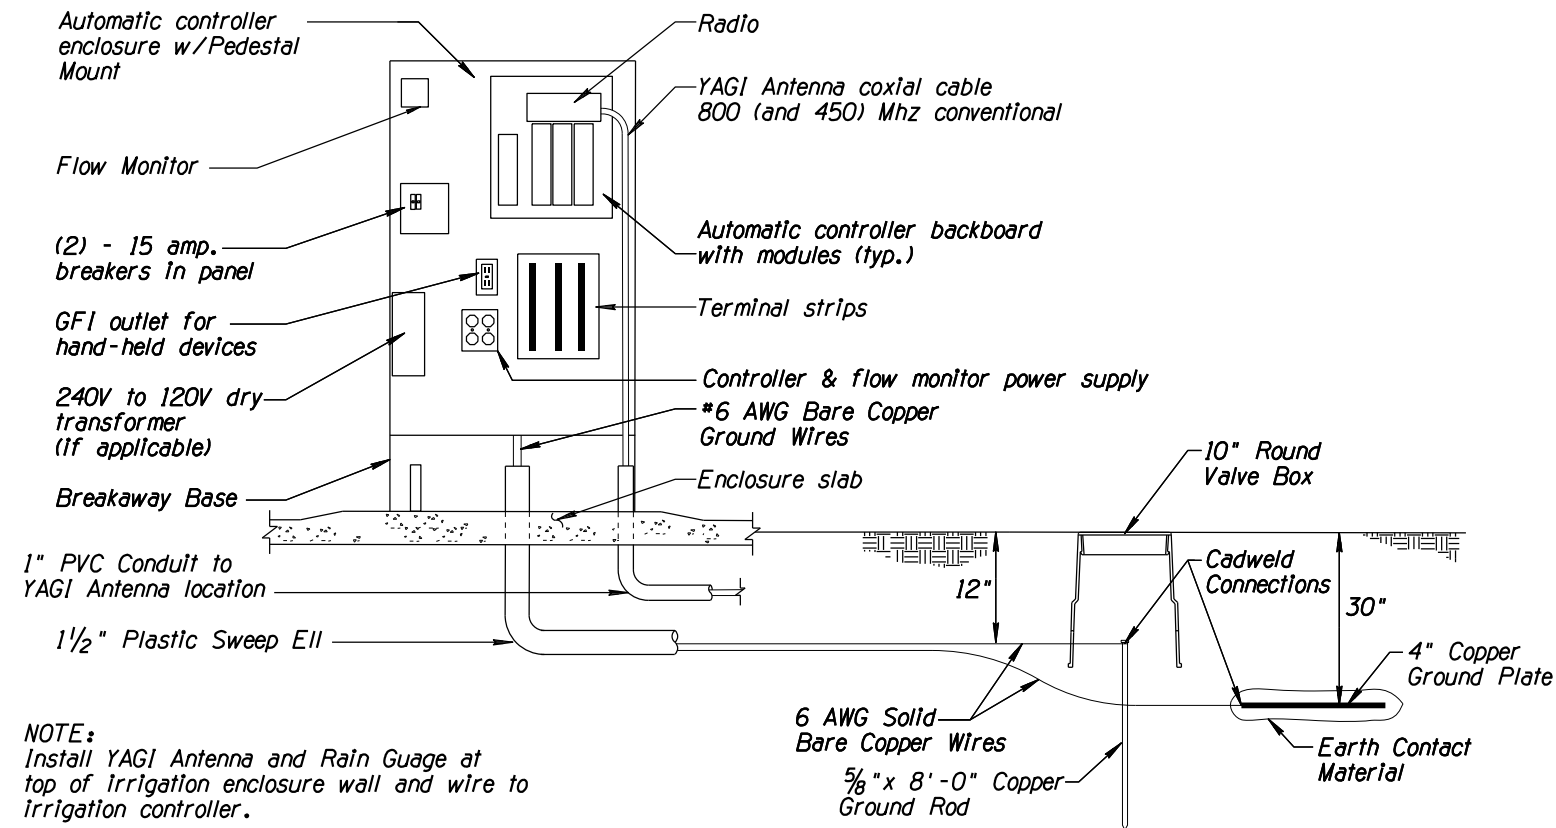 Automatic controller
enclosure w/Pedestal
Mount
Flow Monitor
(2) - 15 amp.
breakers in panel
GFI outlet for
hand-held devices
240V to 120V dry
transformer
(if applicable)
Breakaway Base
1" PVC Conduit to
YAGI Antenna location
1 1/2" Plastic Sweep Ell
Radio
YAGI Antenna coxial cable
800 (and 450) Mhz conventional
Automatic controller backboard
with modules (typ.)
Terminal strips
Controller & flow monitor power supply
#6 AWG Bare Copper
Ground Wires
Enclosure slab
10" Round
Valve Box
12"
Cadweld
Connections
30"
4" Copper
Ground Plate
6 AWG Solid
Bare Copper Wires
5/8"x 8'-0" Copper
Ground Rod
Earth Contact
Material
NOTE:
Install YAGI Antenna and Rain Guage at
top of irrigation enclosure wall and wire to
irrigation controller.